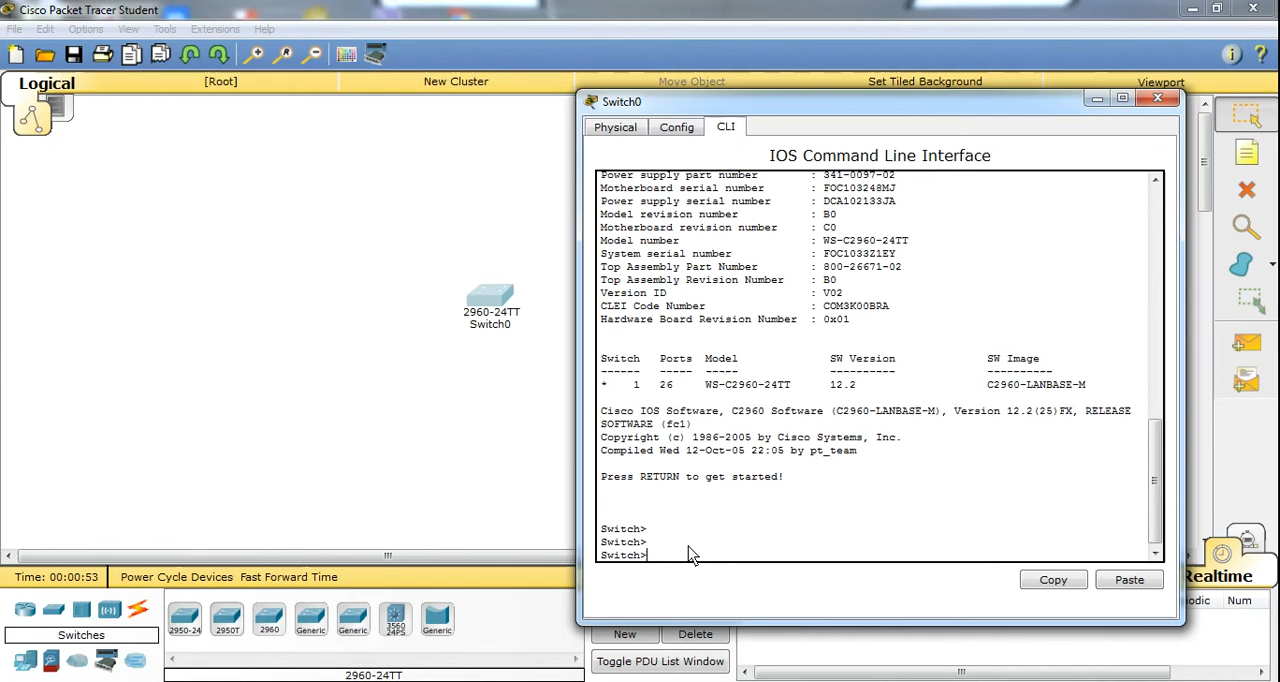 Cisco Packet Tracer Student
File Edit Options View Tools Extensions Help
Logical [Root] New Cluster Move Object Set Tiled Background Viewport
Switch0
Physical Config CLI
IOS Command Line Interface
Power supply part number : 341-0097-02
Motherboard serial number : FOC103248MJ
Power supply serial number : DCA102133JA
Model revision number : B0
Motherboard revision number : C0
Model number : WS-C2960-24TT
System serial number : FOC1033Z1EY
Top Assembly Part Number : 800-26671-02
Top Assembly Revision Number : B0
Version ID : V02
CLEI Code Number : COM3K00BRA
Hardware Board Revision Number : 0x01
Switch Ports Model SW Version SW Image
------ ----- ----- ---------- ----------
* 1 26 WS-C2960-24TT 12.2 C2960-LANBASE-M
Cisco IOS Software, C2960 Software (C2960-LANBASE-M), Version 12.2(25)FX, RELEASE
SOFTWARE (fc1)
Copyright (c) 1986-2005 by Cisco Systems, Inc.
Compiled Wed 12-Oct-05 22:05 by pt_team
Press RETURN to get started!
Switch>
Switch>
Switch>
Copy Paste
2960-24TT
Switch0
Time: 00:00:53 Power Cycle Devices Fast Forward Time
Realtime
Switches
2950-24 2950T 2960 Generic Generic 3560 24PS Generic
2960-24TT
New Delete
Toggle PDU List Window
odic Num